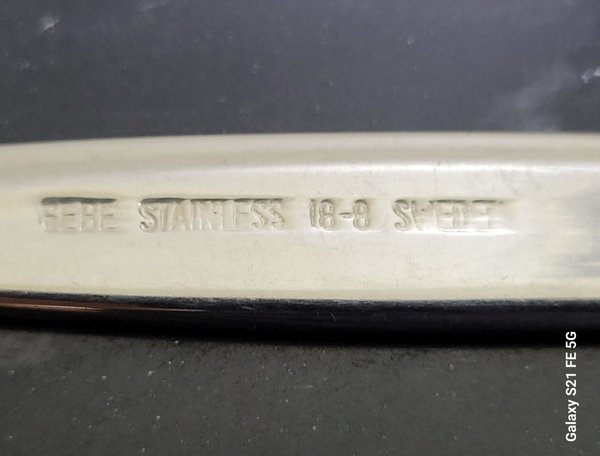 GEBE STAINLESS 18-8 SWEDEN
Galaxy S21 FE 5G